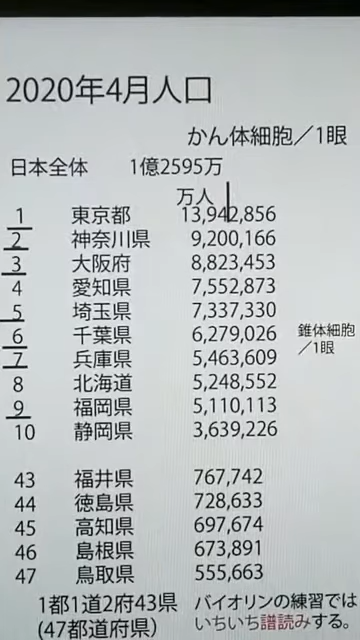 2020年4月人口
かん体細胞／1眼
日本全体 1億2595万
万人
1 東京都 13,942,856
2 神奈川県 9,200,166
3 大阪府 8,823,453
4 愛知県 7,552,873
5 埼玉県 7,337,330
6 千葉県 6,279,026 錐体細胞
／1眼
7 兵庫県 5,463,609
8 北海道 5,248,552
9 福岡県 5,110,113
10 静岡県 3,639,226
43 福井県 767,742
44 徳島県 728,633
45 高知県 697,674
46 島根県 673,891
47 鳥取県 555,663
1都1道2府43県
(47都道府県)
バイオリンの練習では
いちいち譜読みする。